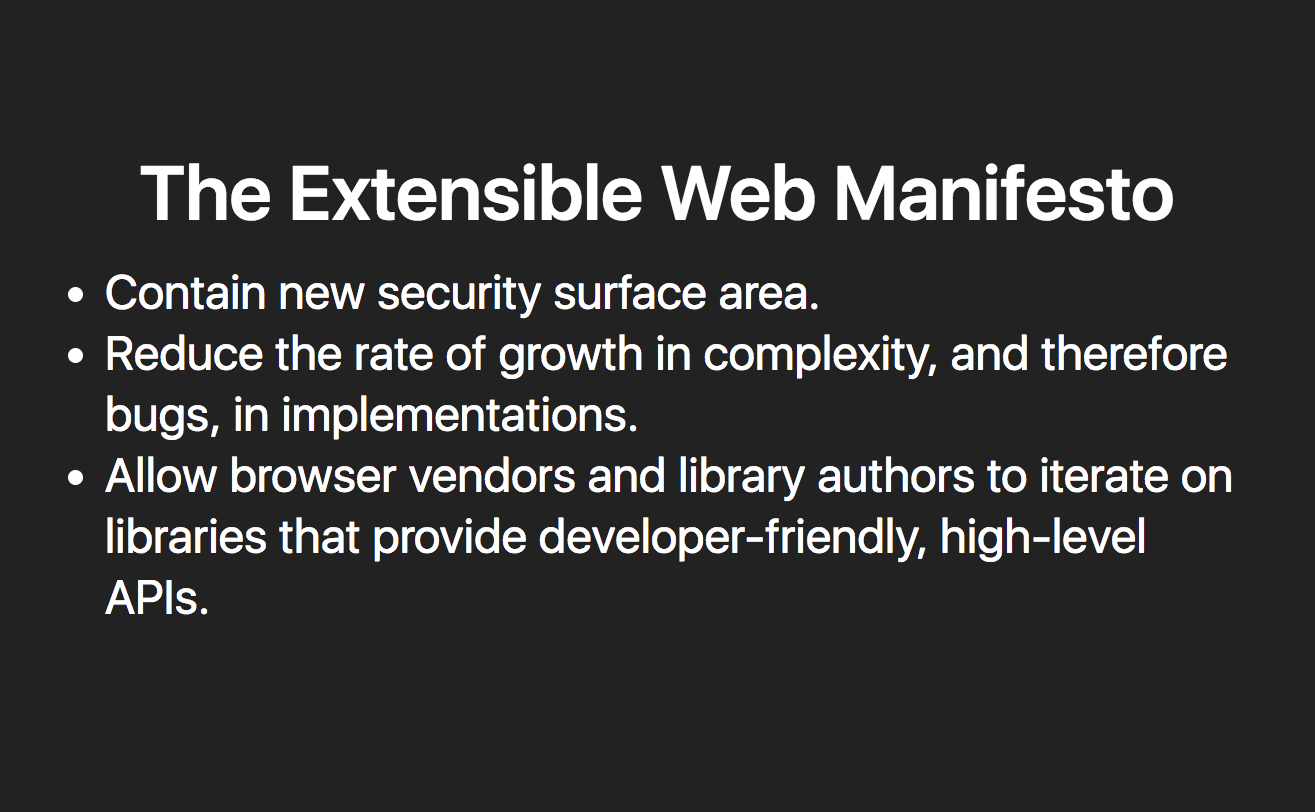 The Extensible Web Manifesto
• Contain new security surface area.
• Reduce the rate of growth in complexity, and therefore
bugs, in implementations.
• Allow browser vendors and library authors to iterate on
libraries that provide developer-friendly, high-level
APIs.